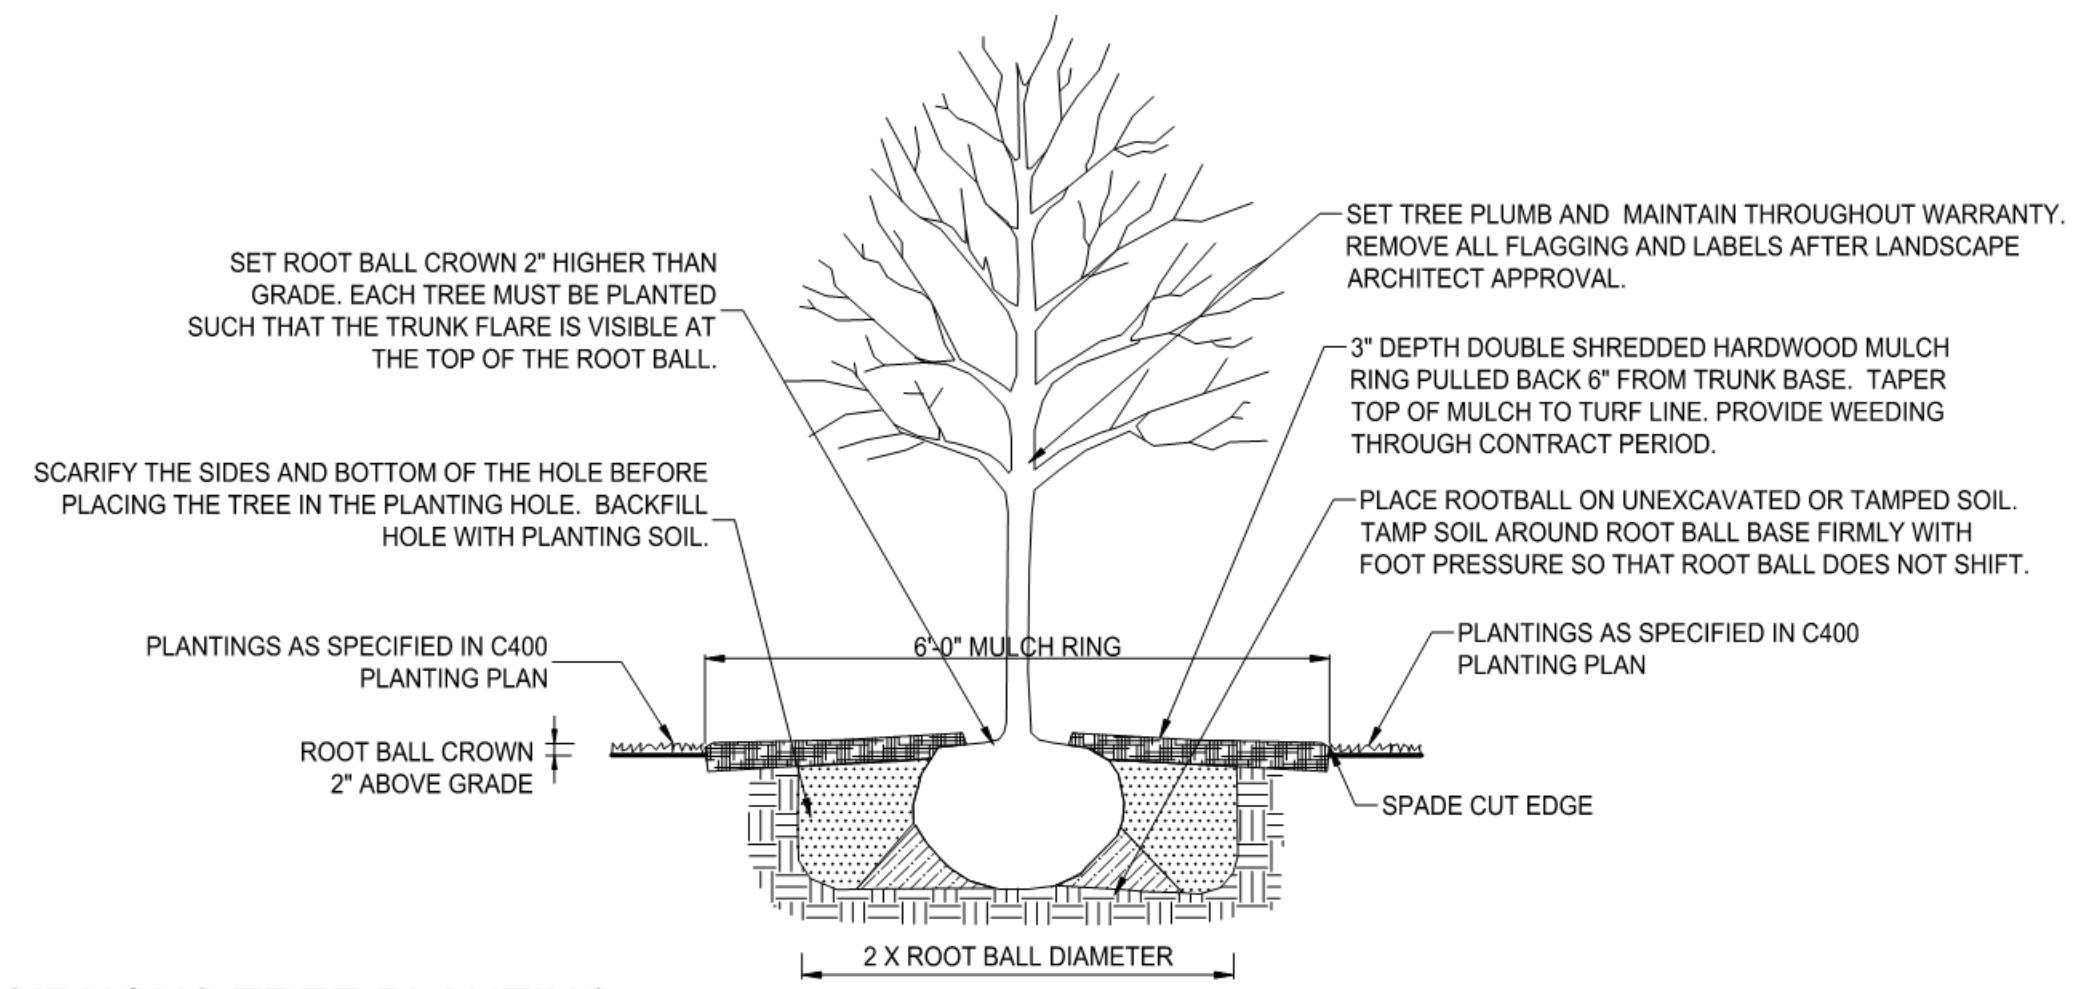 SET ROOT BALL CROWN 2" HIGHER THAN
GRADE. EACH TREE MUST BE PLANTED
SUCH THAT THE TRUNK FLARE IS VISIBLE AT
THE TOP OF THE ROOT BALL.
SCARIFY THE SIDES AND BOTTOM OF THE HOLE BEFORE
PLACING THE TREE IN THE PLANTING HOLE. BACKFILL
HOLE WITH PLANTING SOIL.
PLANTINGS AS SPECIFIED IN C400
PLANTING PLAN
ROOT BALL CROWN
2" ABOVE GRADE
6'-0" MULCH RING
SET TREE PLUMB AND MAINTAIN THROUGHOUT WARRANTY.
REMOVE ALL FLAGGING AND LABELS AFTER LANDSCAPE
ARCHITECT APPROVAL.
3" DEPTH DOUBLE SHREDDED HARDWOOD MULCH
RING PULLED BACK 6" FROM TRUNK BASE. TAPER
TOP OF MULCH TO TURF LINE. PROVIDE WEEDING
THROUGH CONTRACT PERIOD.
PLACE ROOTBALL ON UNEXCAVATED OR TAMPED SOIL.
TAMP SOIL AROUND ROOT BALL BASE FIRMLY WITH
FOOT PRESSURE SO THAT ROOT BALL DOES NOT SHIFT.
PLANTINGS AS SPECIFIED IN C400
PLANTING PLAN
SPADE CUT EDGE
2 X ROOT BALL DIAMETER